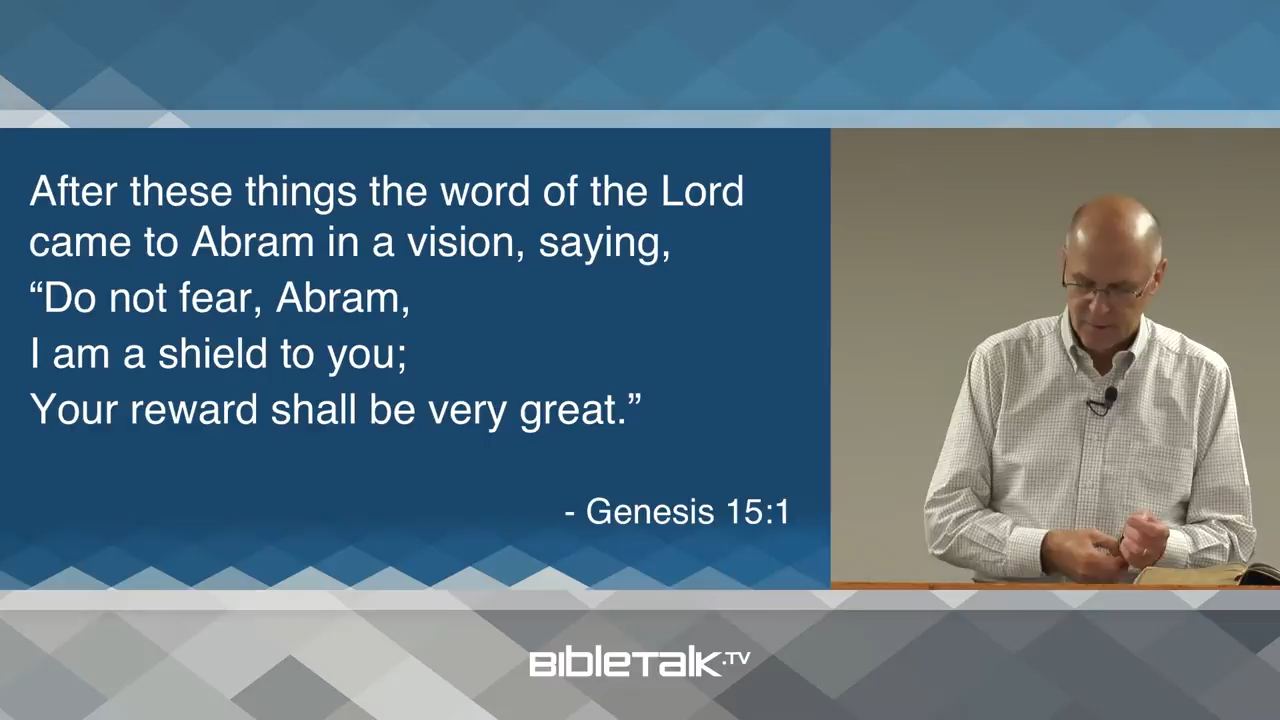 After these things the word of the Lord
came to Abram in a vision, saying,
“Do not fear, Abram,
I am a shield to you;
Your reward shall be very great.”
- Genesis 15:1
BIBLETALK.TV